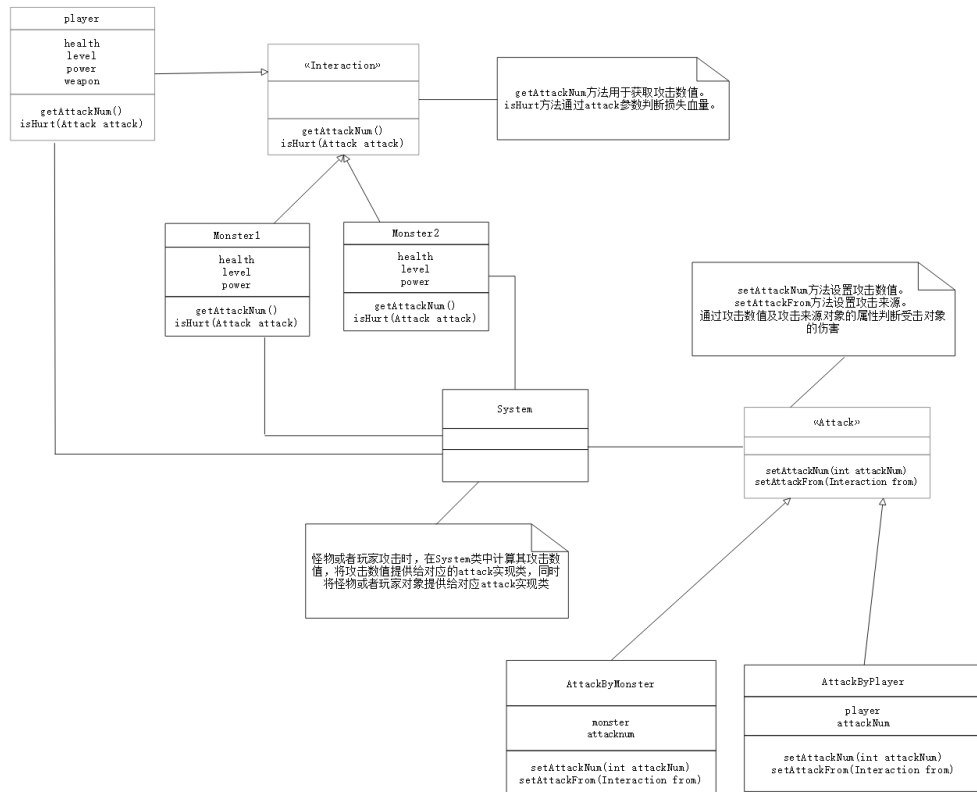 player
health
level
power
weapon
getAttackNum()
isHurt(Attack attack)
«Interaction»
getAttackNum()
isHurt(Attack attack)
getAttackNum方法用于获取攻击数值。
isHurt方法通过attack参数判断损失血量。
Monster1
health
level
power
getAttackNum()
isHurt(Attack attack)
Monster2
health
level
power
getAttackNum()
isHurt(Attack attack)
setAttackNum方法设置攻击数值。
setAttackFrom方法设置攻击来源。
通过攻击数值及攻击来源对象的属性判断受击对象
的伤害
System
«Attack»
setAttackNum(int attackNum)
setAttackFrom(Interaction from)
怪物或者玩家攻击时，在System类中计算其攻击数
值，将攻击数值提供给对应的attack实现类，同时
将怪物或者玩家对象提供给对应attack实现类
AttackByMonster
monster
attacknum
setAttackNum(int attackNum)
setAttackFrom(Interaction from)
AttackByPlayer
player
attackNum
setAttackNum(int attackNum)
setAttackFrom(Interaction from)